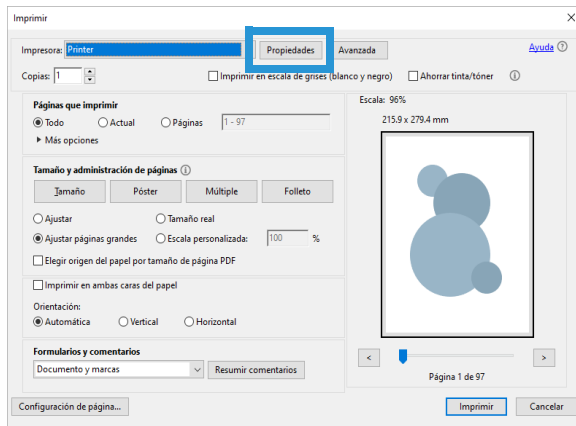 Imprimir
Impresora: Printer Propiedades Avanzada Ayuda
Copias: 1 Imprimir en escala de grises (blanco y negro) Ahorrar tinta/tóner
Páginas que imprimir
Todo Actual Páginas 1 - 97
Más opciones
Tamaño y administración de páginas
Tamaño Póster Múltiple Folleto
Ajustar Tamaño real
Ajustar páginas grandes Escala personalizada: 100 %
Elegir origen del papel por tamaño de página PDF
Imprimir en ambas caras del papel
Orientación:
Automática Vertical Horizontal
Formularios y comentarios
Documento y marcas Resumir comentarios
Escala: 96%
215.9 x 279.4 mm
< >
Página 1 de 97
Configuración de página... Imprimir Cancelar